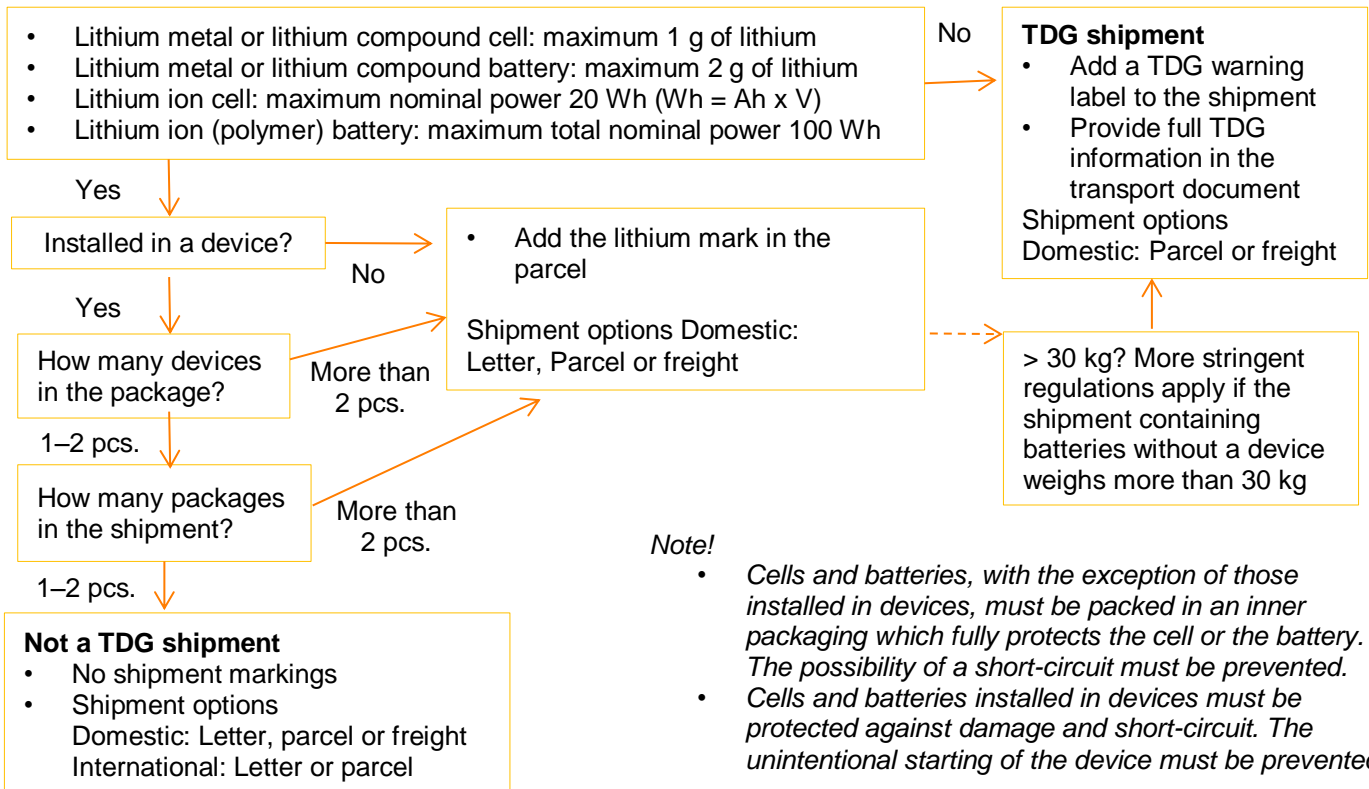 • Lithium metal or lithium compound cell: maximum 1 g of lithium
• Lithium metal or lithium compound battery: maximum 2 g of lithium
• Lithium ion cell: maximum nominal power 20 Wh (Wh = Ah x V)
• Lithium ion (polymer) battery: maximum total nominal power 100 Wh
No
TDG shipment
• Add a TDG warning
label to the shipment
• Provide full TDG
information in the
transport document
Shipment options
Domestic: Parcel or freight
Yes
Installed in a device?
No
• Add the lithium mark in the
parcel
Shipment options Domestic:
Letter, Parcel or freight
> 30 kg? More stringent
regulations apply if the
shipment containing
batteries without a device
weighs more than 30 kg
Yes
How many devices
in the package?
More than
2 pcs.
1–2 pcs.
How many packages
in the shipment?
More than
2 pcs.
1–2 pcs.
Not a TDG shipment
• No shipment markings
• Shipment options
Domestic: Letter, parcel or freight
International: Letter or parcel
Note!
• Cells and batteries, with the exception of those
installed in devices, must be packed in an inner
packaging which fully protects the cell or the battery.
The possibility of a short-circuit must be prevented.
• Cells and batteries installed in devices must be
protected against damage and short-circuit. The
unintentional starting of the device must be prevente